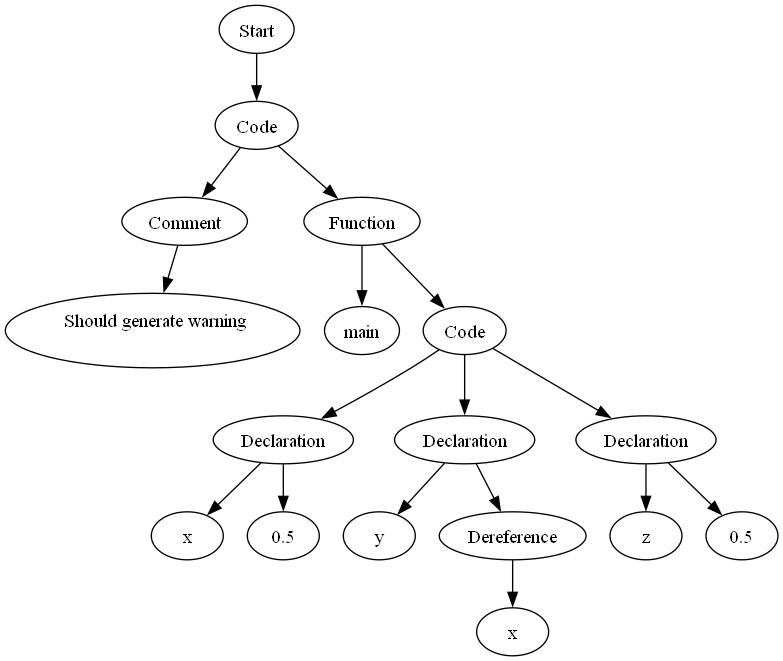 Start
Code
Comment
Function
Should generate warning
main
Code
Declaration
Declaration
Declaration
x
0.5
y
Dereference
z
0.5
x